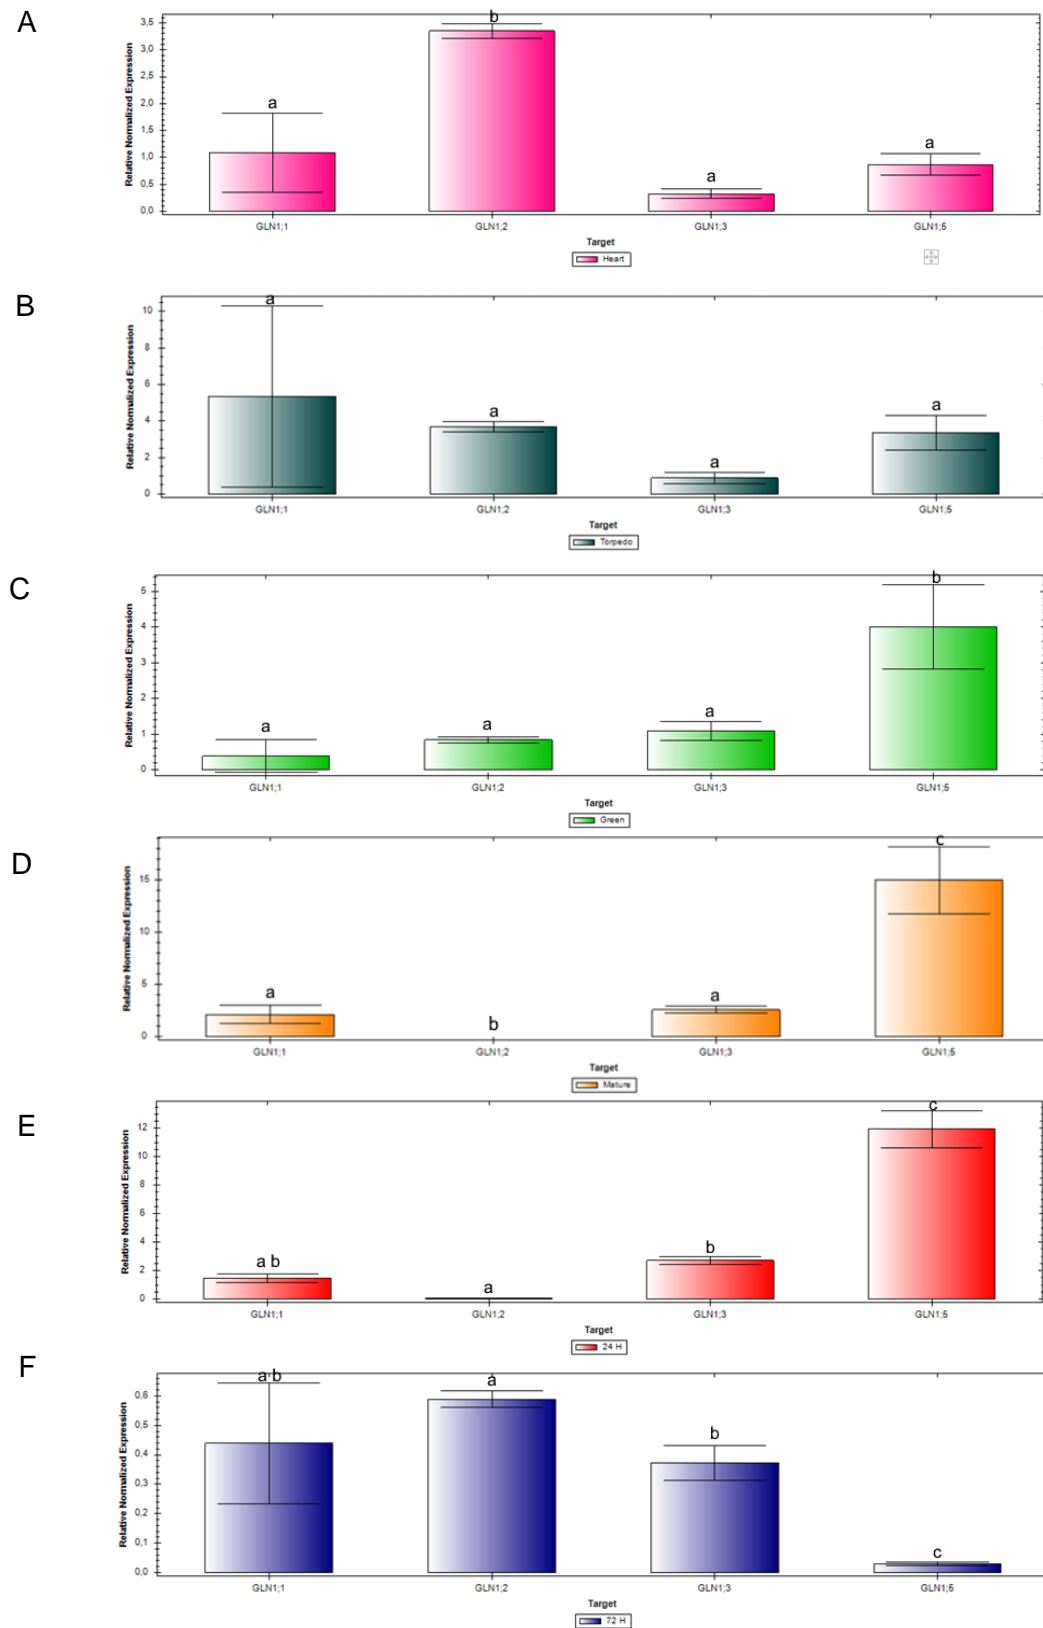 A
Relative Normalized Expression
3,5
3,0
2,5
2,0
1,5
1,0
0,5
0,0
a
b
a
a
GLN1;1 GLN1;2 GLN1;3 GLN1;5
Target
Heart
B
Relative Normalized Expression
10
8
6
4
2
0
a
a
a
a
GLN1;1 GLN1;2 GLN1;3 GLN1;5
Target
Torpedo
C
Relative Normalized Expression
5
4
3
2
1
0
a
a
a
b
GLN1;1 GLN1;2 GLN1;3 GLN1;5
Target
Green
D
Relative Normalized Expression
15
10
5
0
a
b
a
c
GLN1;1 GLN1;2 GLN1;3 GLN1;5
Target
Mature
E
Relative Normalized Expression
12
10
8
6
4
2
0
a b
a
b
c
GLN1;1 GLN1;2 GLN1;3 GLN1;5
Target
24 H
F
Relative Normalized Expression
0,6
0,5
0,4
0,3
0,2
0,1
0,0
a b
a
b
c
GLN1;1 GLN1;2 GLN1;3 GLN1;5
Target
72 H